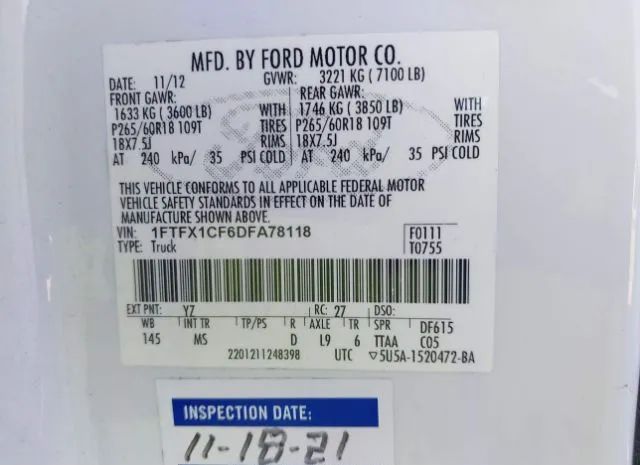 MFD. BY FORD MOTOR CO.
DATE: 11/12 GVWR: 3221 KG ( 7100 LB)
FRONT GAWR: REAR GAWR:
1633 KG ( 3600 LB) WITH 1746 KG ( 3850 LB) WITH
P265/60R18 109T TIRES P265/60R18 109T TIRES
18X7.5J RIMS 18X7.5J RIMS
AT 240 kPa/ 35 PSI COLD AT 240 kPa/ 35 PSI COLD
THIS VEHICLE CONFORMS TO ALL APPLICABLE FEDERAL MOTOR
VEHICLE SAFETY STANDARDS IN EFFECT ON THE DATE OF
MANUFACTURE SHOWN ABOVE.
VIN: 1FTFX1CF6DFA78118 F0111
TYPE: Truck T0755
EXT PNT: YZ RC: 27 DSO:
WB INT TR TP/PS R AXLE TR SPR DF615
145 MS D L9 6 TTAA C05
2201211248398 UTC ▽5U5A-1520472-BA
INSPECTION DATE:
11-18-21